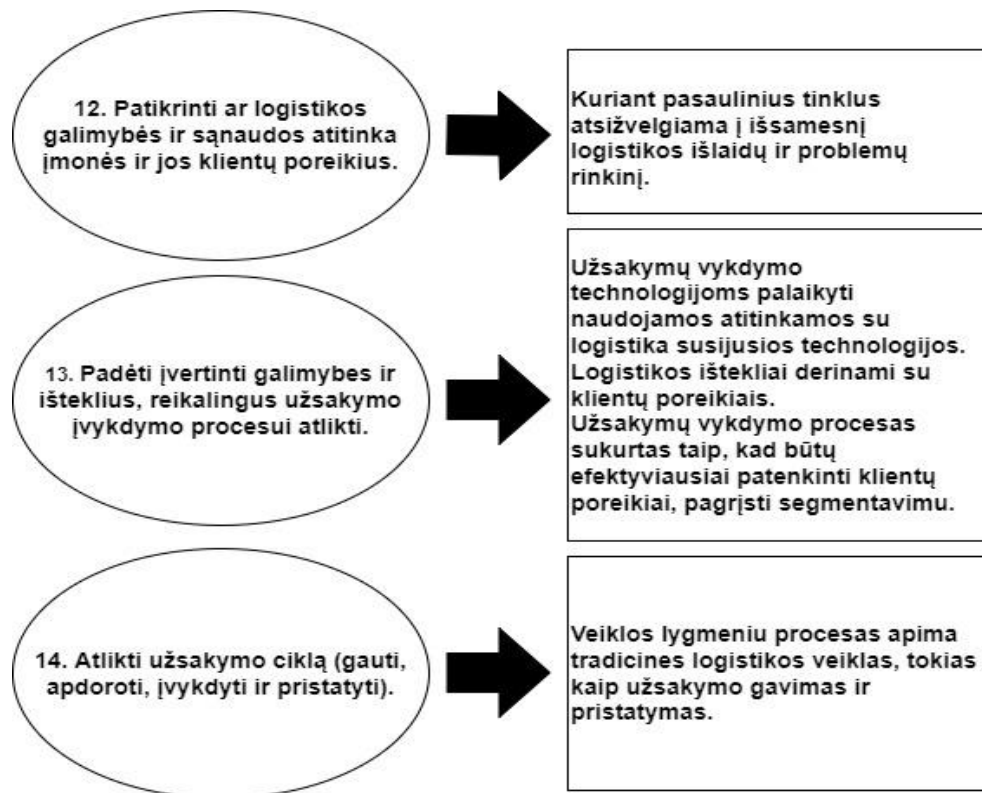 12. Patikrinti ar logistikos
galimybės ir sąnaudos atitinka
įmonės ir jos klientų poreikius.
Kuriant pasaulinius tinklus
atsižvelgiama į išsamesnį
logistikos išlaidų ir problemų
rinkinį.
13. Padėti įvertinti galimybes ir
išteklius, reikalingus užsakymo
įvykdymo procesui atlikti.
Užsakymų vykdymo
technologijoms palaikyti
naudojamos atitinkamos su
logistika susijusios technologijos.
Logistikos ištekliai derinami su
klientų poreikiais.
Užsakymų vykdymo procesas
sukurtas taip, kad būtų
efektyviausiai patenkinti klientų
poreikiai, pagrįsti segmentavimu.
14. Atlikti užsakymo ciklą (gauti,
apdoroti, įvykdyti ir pristatyti).
Veiklos lygmeniu procesas apima
tradicines logistikos veiklas, tokias
kaip užsakymo gavimas ir
pristatymas.